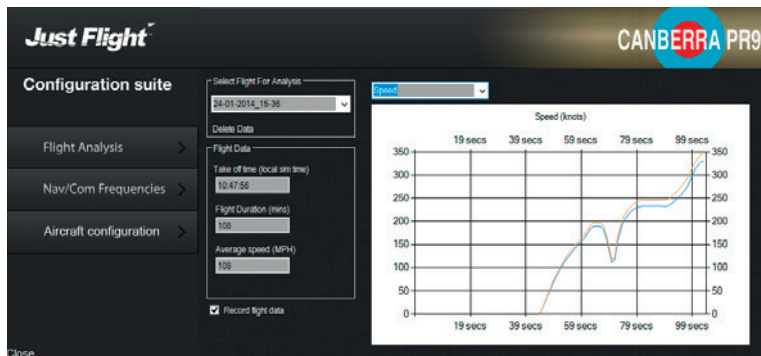 Just Flight
CANBERRA PR9
Configuration suite
Flight Analysis
Nav/Com Frequencies
Aircraft configuration
Close
Select Flight For Analysis
24-01-2014_15-36
Delete Data
Flight Data
Take off time (local sim time)
10:47:56
Flight Duration (mins)
108
Average speed (MPH)
108
Record flight data
Speed
Speed (knots)
19 secs 39 secs 59 secs 79 secs 99 secs
350 350
300 300
250 250
200 200
150 150
100 100
50 50
0 0
19 secs 39 secs 59 secs 79 secs 99 secs